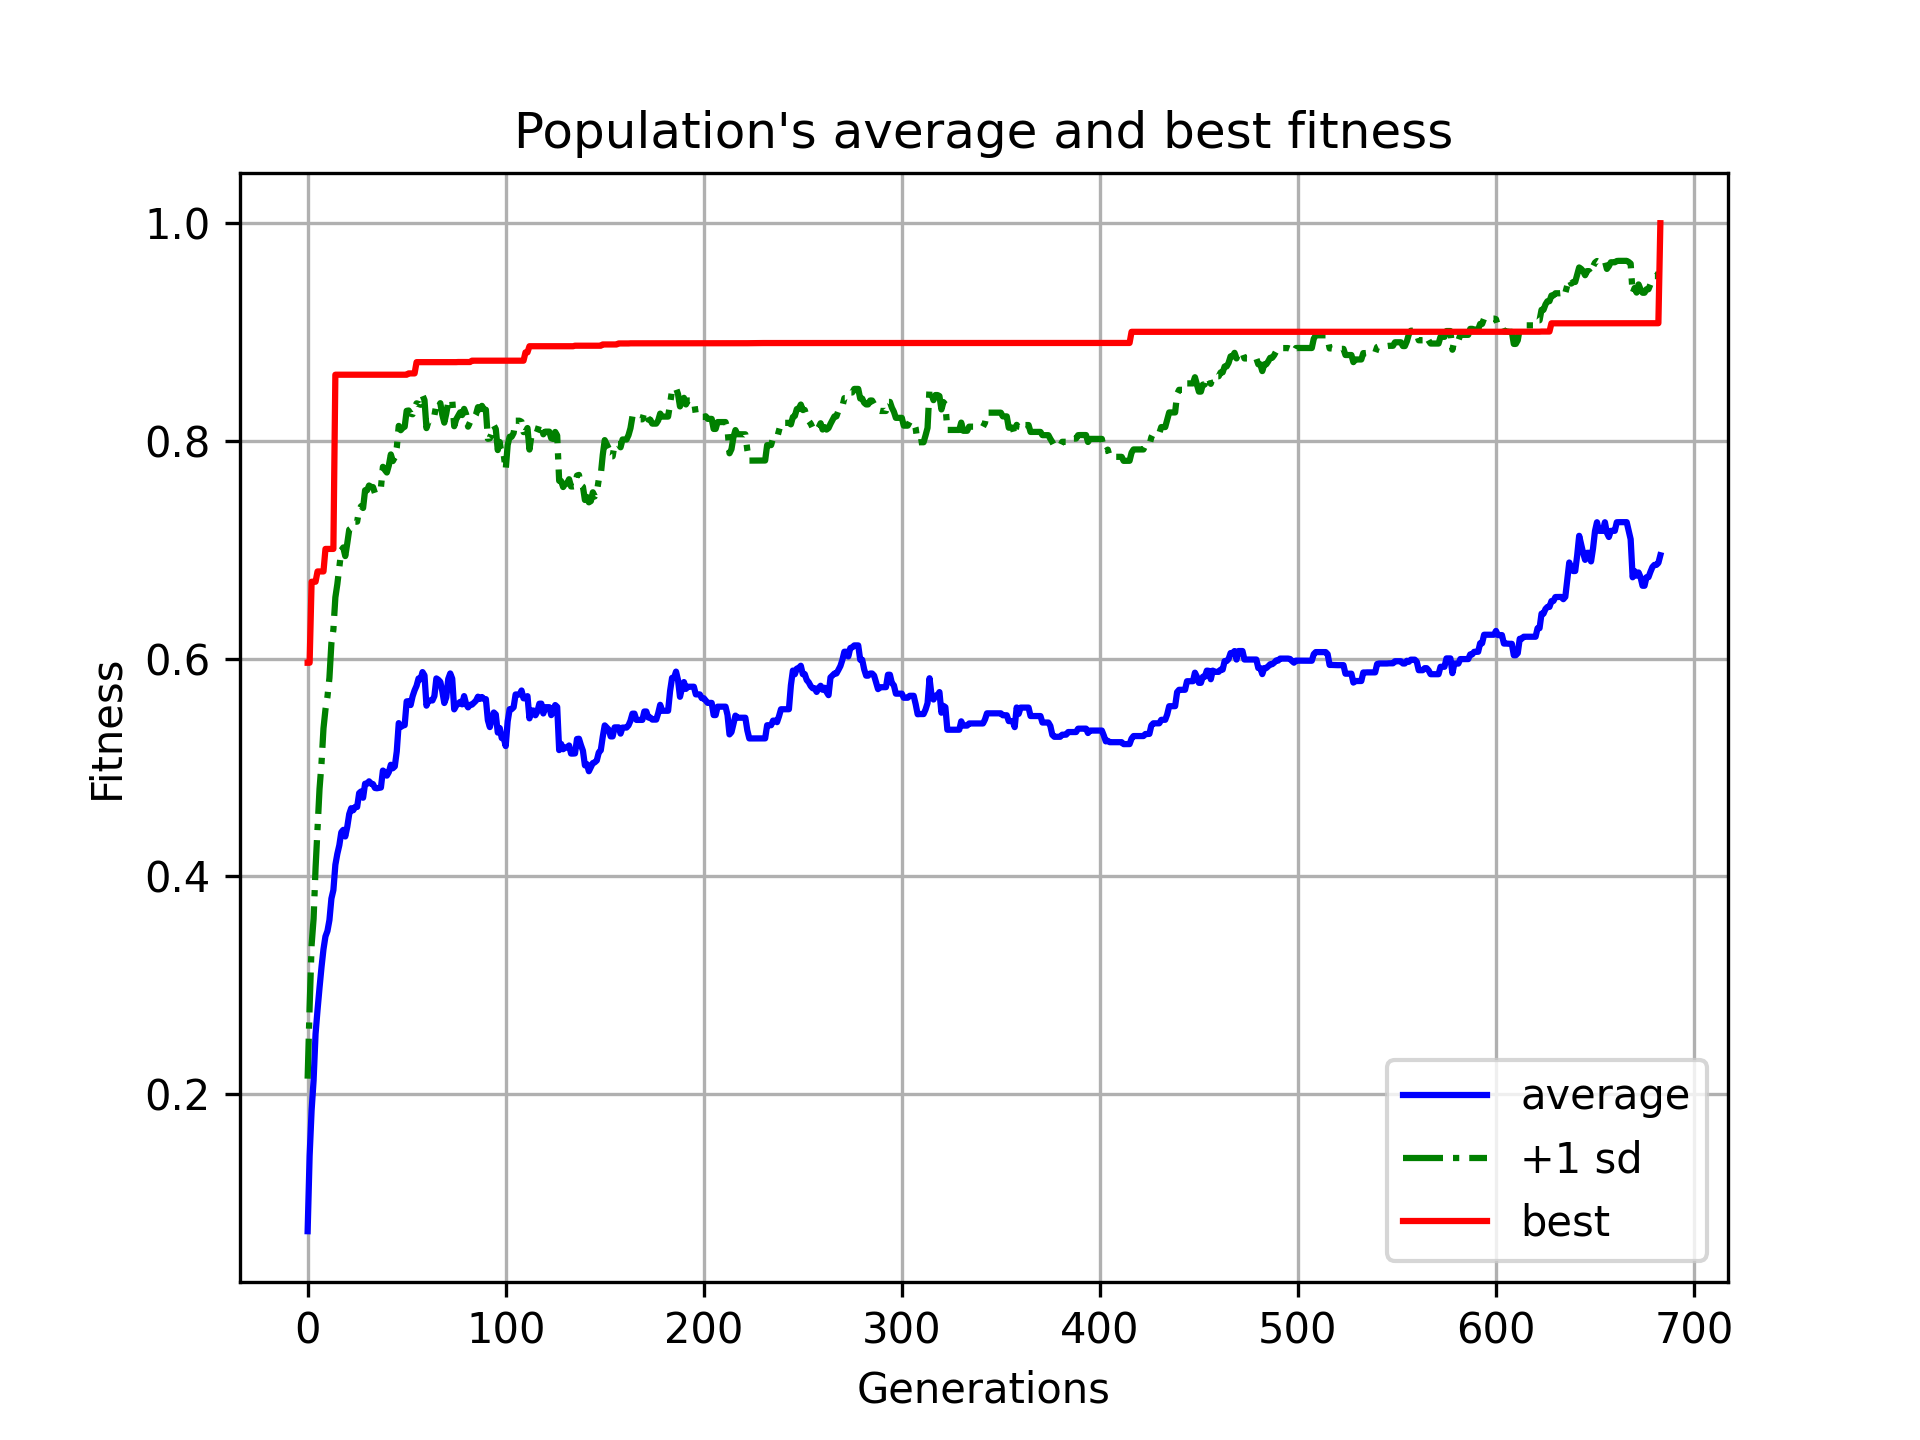 Population's average and best fitness
1.0
0.8
0.6
0.4
0.2
Fitness
0 100 200 300 400 500 600 700
Generations
average
+1 sd
best